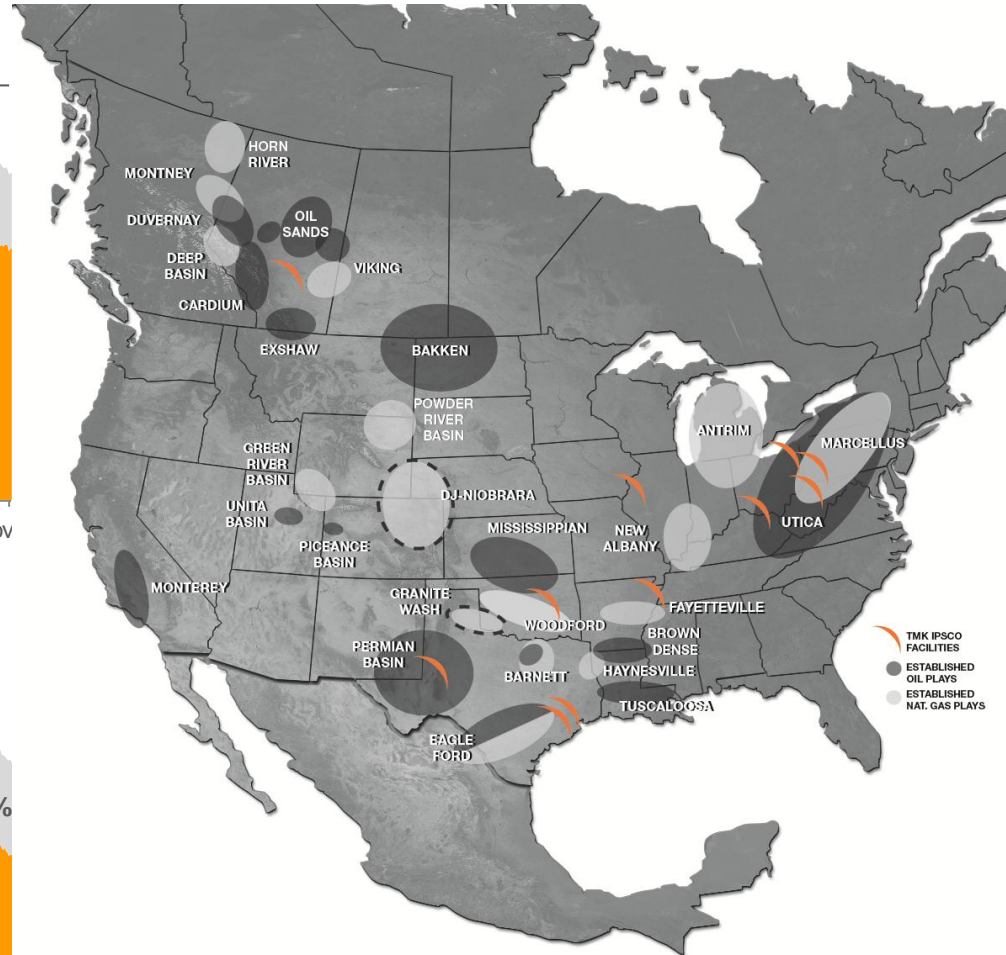 HORN
RIVER
MONTNEY
DUVERNAY
OIL
SANDS
DEEP
BASIN
VIKING
CARDIUM
EXSHAW
BAKKEN
POWDER
RIVER
BASIN
ANTRIM
MARCELLUS
GREEN
RIVER
BASIN
DJ-NIOBRARA
UNITA
BASIN
MISSISSIPPIAN
NEW
ALBANY
UTICA
PICEANCE
BASIN
MONTEREY
GRANITE
WASH
FAYETTEVILLE
WOODFORD
BROWN
DENSE
PERMIAN
BASIN
BARNETT
HAYNESVILLE
TUSCALOOSA
EAGLE
FORD
TMK IPSCO
FACILITIES
ESTABLISHED
OIL PLAYS
ESTABLISHED
NAT. GAS PLAYS
OV
%